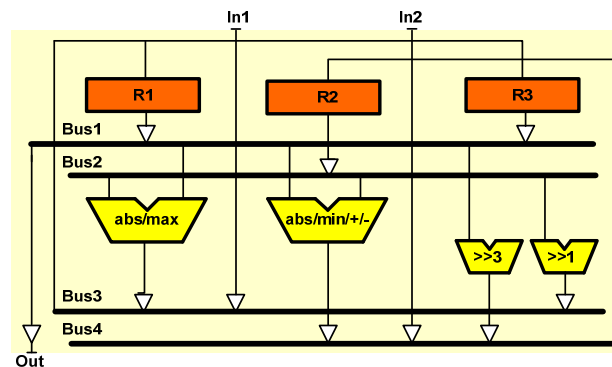 In1 In2
R1 R2 R3
Bus1
Bus2
abs/max abs/min/+/- >>3 >>1
Bus3
Bus4
Out